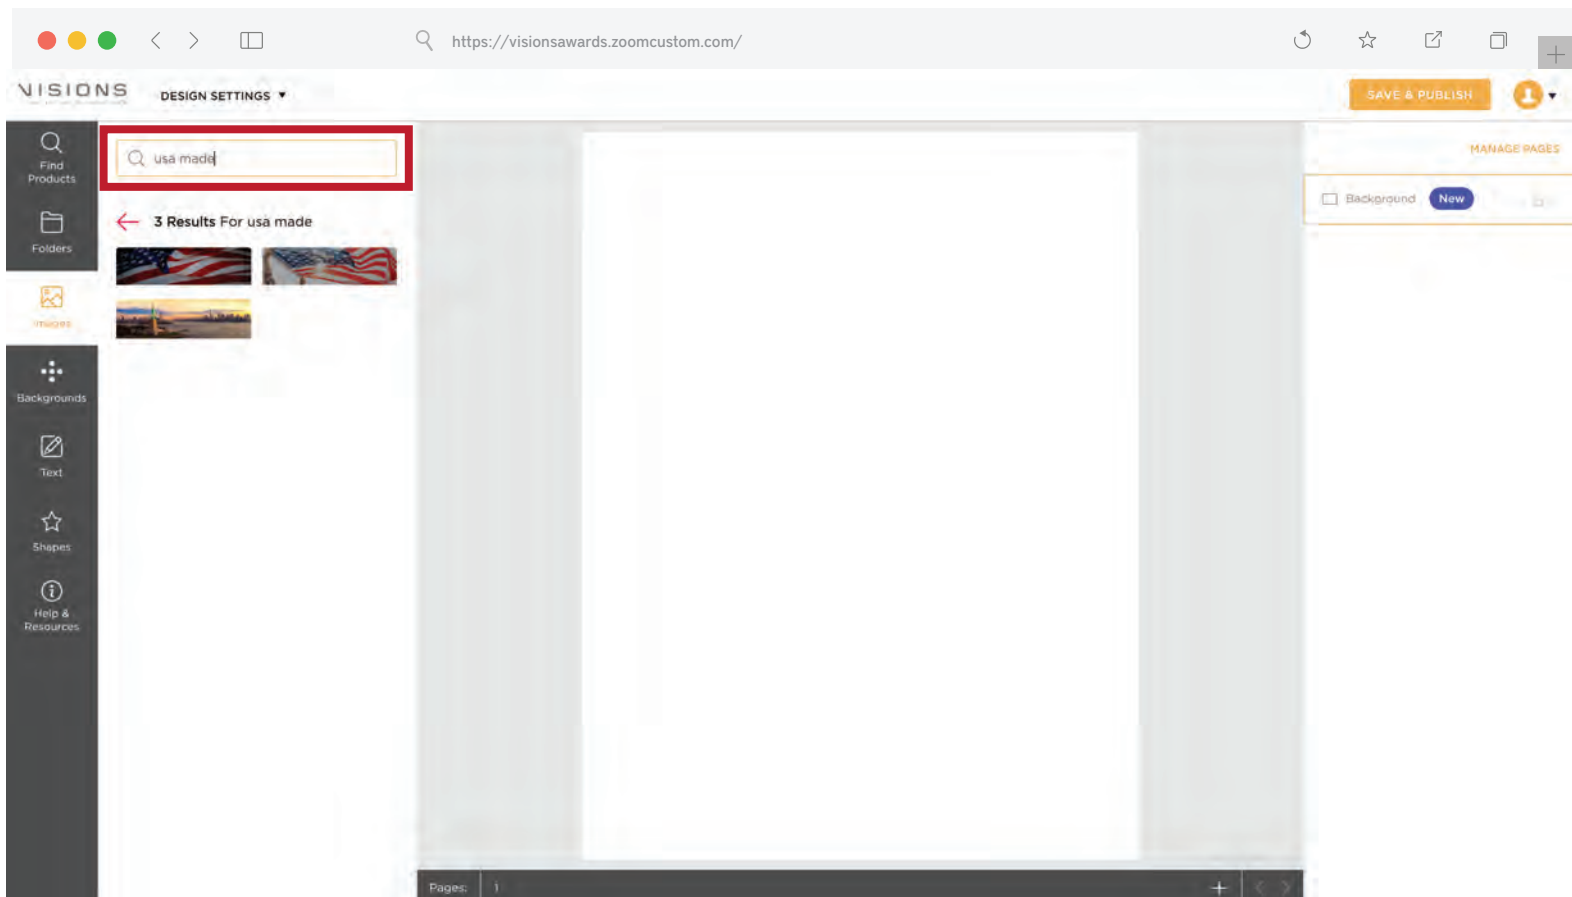 https://visionsawards.zoomcustom.com/
VISIONS
DESIGN SETTINGS
SAVE & PUBLISH
Find
Products
Folders
Images
Backgrounds
Text
Shapes
Help &
Resources
usa made
3 Results For usa made
MANAGE PAGES
Background
New
Pages:
1